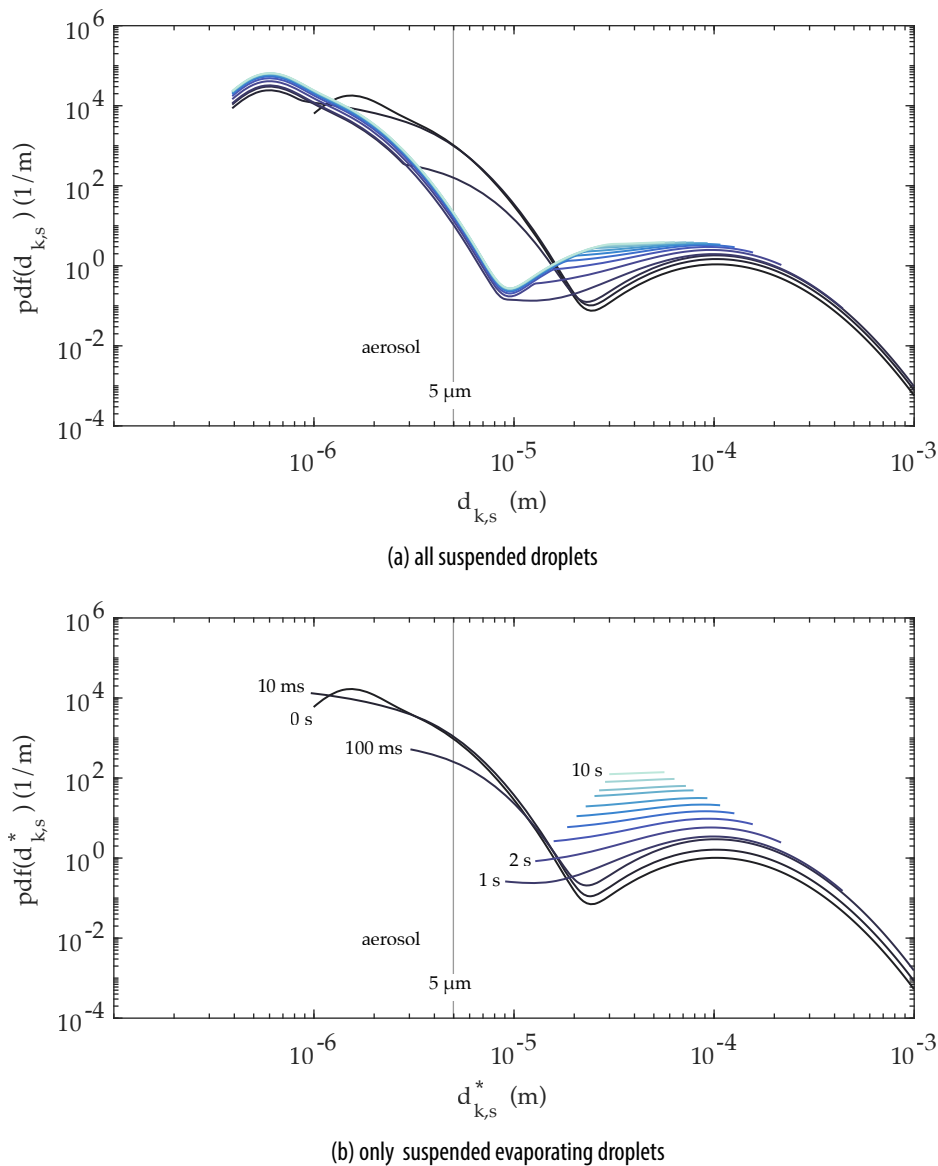 10^6
10^4
10^2
10^0
10^-2
10^-4
pdf(d_k,s) (1/m)
aerosol
5 µm
10^-6
10^-5
10^-4
10^-3
d_k,s (m)
(a) all suspended droplets
10^6
10^4
10^2
10^0
10^-2
10^-4
pdf(d*_k,s) (1/m)
10 ms
0 s
100 ms
10 s
2 s
1 s
aerosol
5 µm
10^-6
10^-5
10^-4
10^-3
d*_k,s (m)
(b) only suspended evaporating droplets